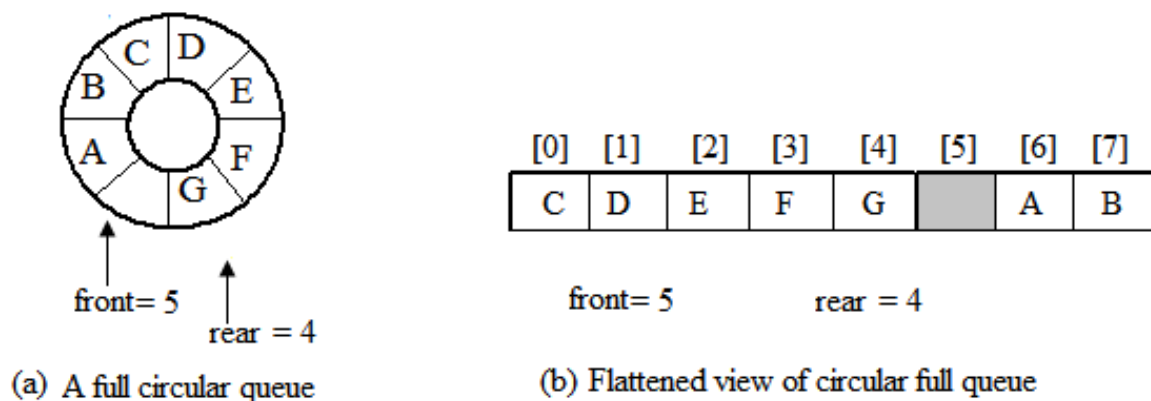 C D
B E
A F
G
front= 5
rear = 4
(a) A full circular queue
[0] [1] [2] [3] [4] [5] [6] [7]
C D E F G A B
front= 5 rear = 4
(b) Flattened view of circular full queue